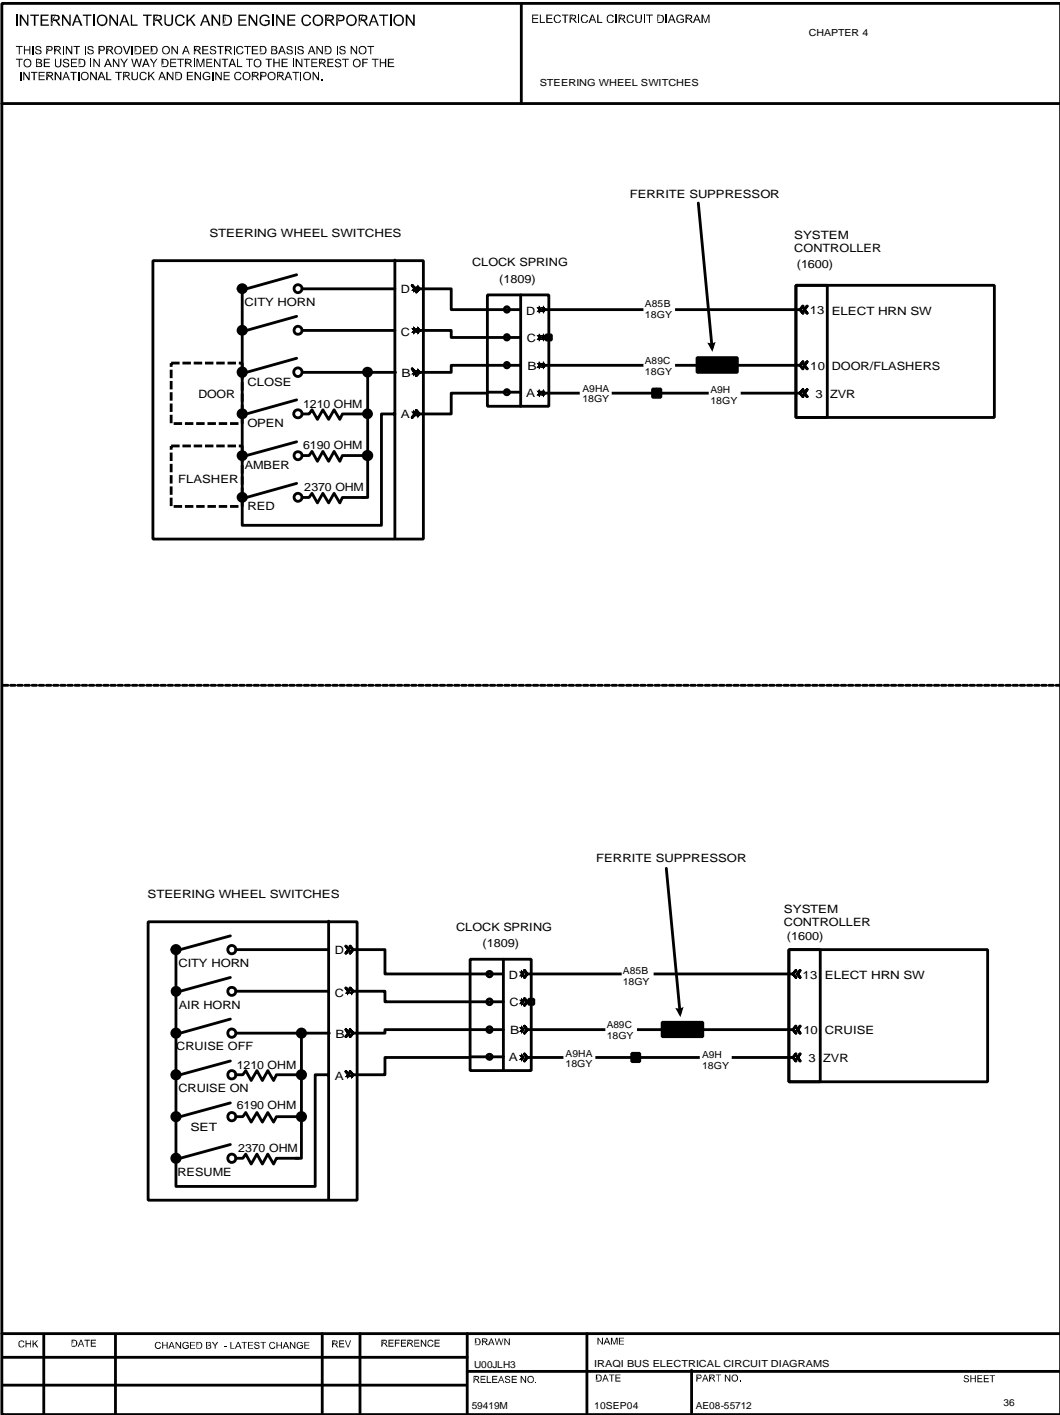 INTERNATIONAL TRUCK AND ENGINE CORPORATION
THIS PRINT IS PROVIDED ON A RESTRICTED BASIS AND IS NOT
TO BE USED IN ANY WAY DETRIMENTAL TO THE INTEREST OF THE
INTERNATIONAL TRUCK AND ENGINE CORPORATION.
ELECTRICAL CIRCUIT DIAGRAM
CHAPTER 4
STEERING WHEEL SWITCHES
FERRITE SUPPRESSOR
STEERING WHEEL SWITCHES
CLOCK SPRING
(1809)
SYSTEM
CONTROLLER
(1600)
CITY HORN
DOOR
CLOSE
1210 OHM
OPEN
6190 OHM
AMBER
FLASHER
2370 OHM
RED
D
C
B
A
D
C
B
A
A85B
18GY
A89C
18GY
A9HA
18GY
A9H
18GY
13 ELECT HRN SW
10 DOOR/FLASHERS
3 ZVR
FERRITE SUPPRESSOR
STEERING WHEEL SWITCHES
CLOCK SPRING
(1809)
SYSTEM
CONTROLLER
(1600)
CITY HORN
AIR HORN
CRUISE OFF
1210 OHM
CRUISE ON
6190 OHM
SET
2370 OHM
RESUME
D
C
B
A
D
C
B
A
A85B
18GY
A89C
18GY
A9HA
18GY
A9H
18GY
13 ELECT HRN SW
10 CRUISE
3 ZVR
CHK DATE CHANGED BY - LATEST CHANGE REV REFERENCE
DRAWN
U00JLH3
NAME
IRAQI BUS ELECTRICAL CIRCUIT DIAGRAMS
RELEASE NO.
59419M
DATE
10SEP04
PART NO.
AE08-55712
SHEET
36